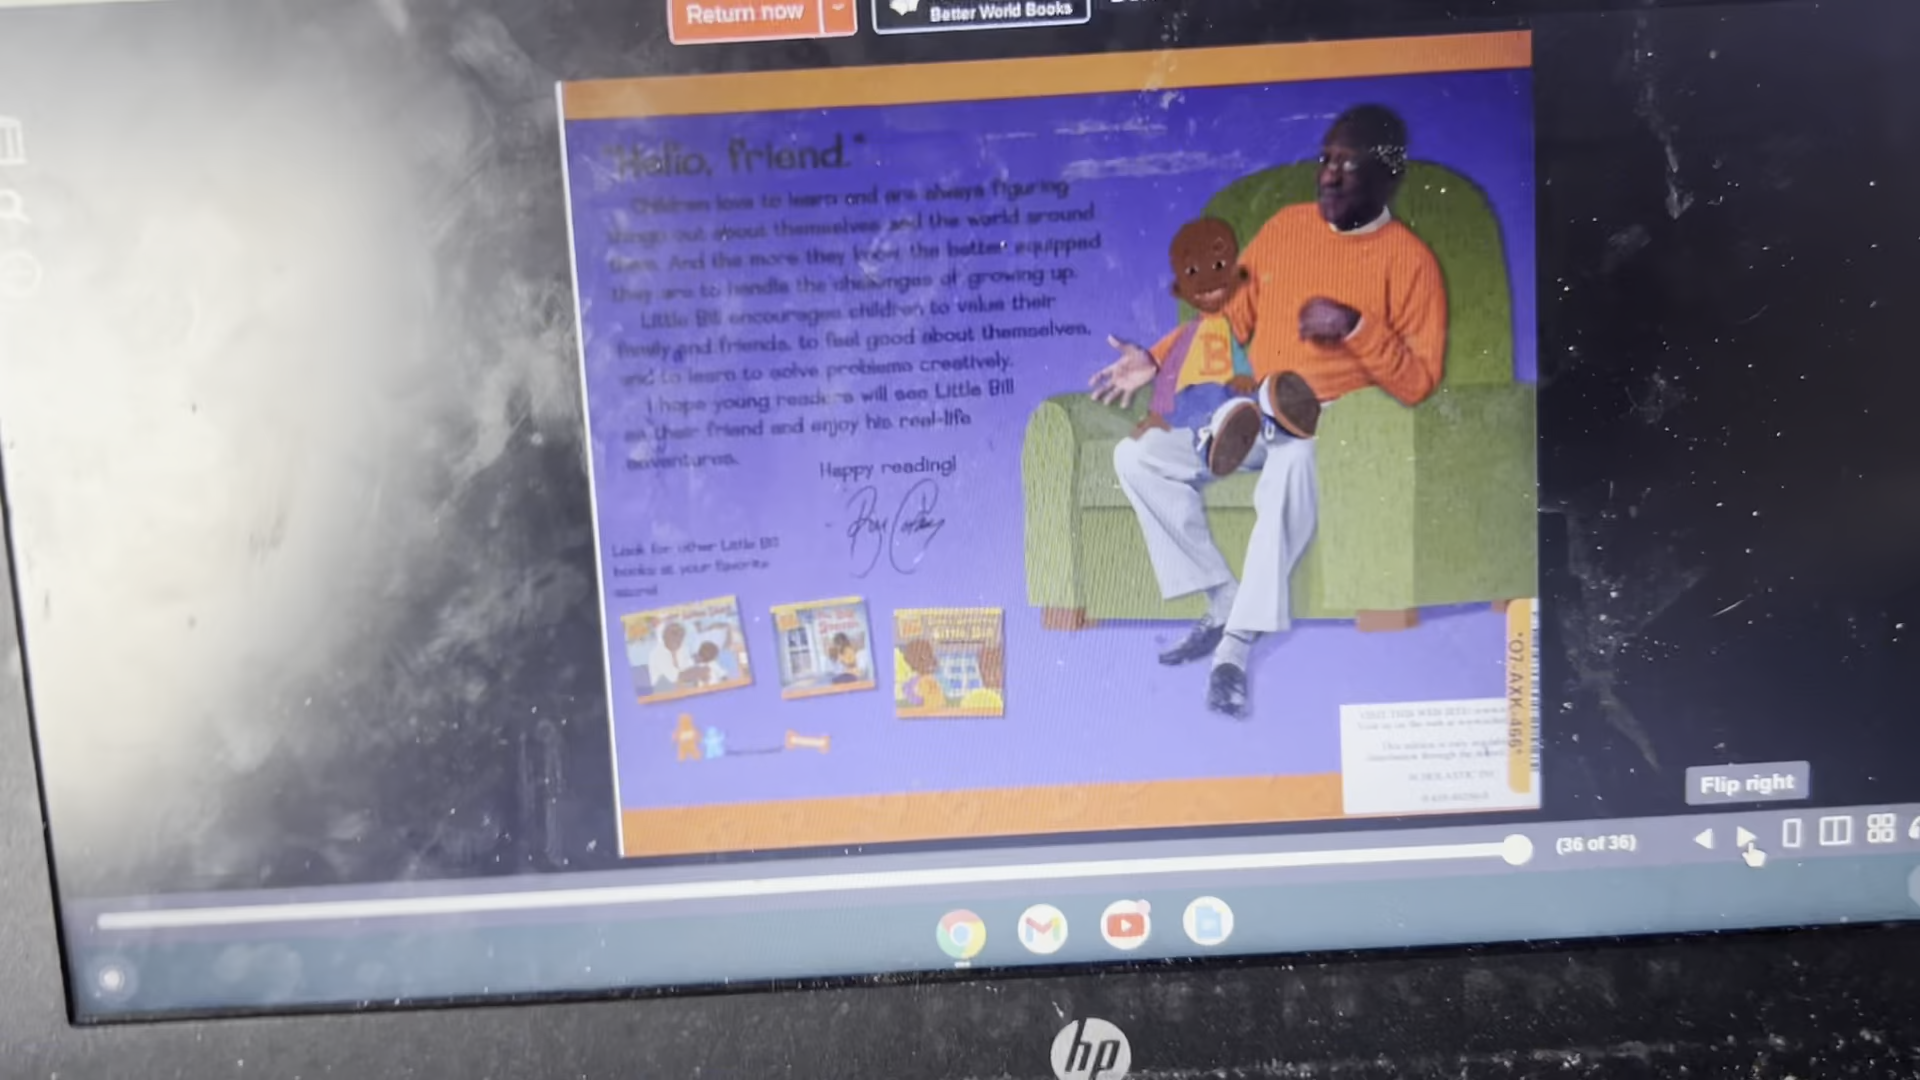 Return now
Better World Books
"Hello, friend."
Children love to learn and are always figuring
things out about themselves and the world around
them. And the more they know the better equipped
they are to handle the challenges of growing up.
Little Bill encourages children to value their
family and friends, to feel good about themselves,
and to learn to solve problems creatively.
I hope young readers will see Little Bill
as their friend and enjoy his real-life
adventures.
Happy reading!
Look for other Little Bill
books at your favorite
B
Little Bill
SCHOLASTIC INC.
*07-AXK-466*
Flip right
(36 of 36)
hp